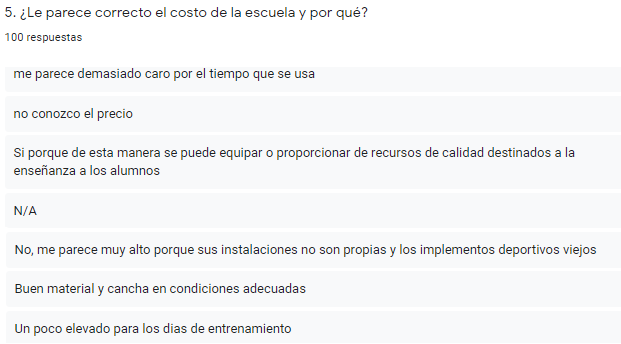 5. ¿Le parece correcto el costo de la escuela y por qué?
100 respuestas
me parece demasiado caro por el tiempo que se usa
no conozco el precio
Si porque de esta manera se puede equipar o proporcionar de recursos de calidad destinados a la
enseñanza a los alumnos
N/A
No, me parece muy alto porque sus instalaciones no son propias y los implementos deportivos viejos
Buen material y cancha en condiciones adecuadas
Un poco elevado para los dias de entrenamiento